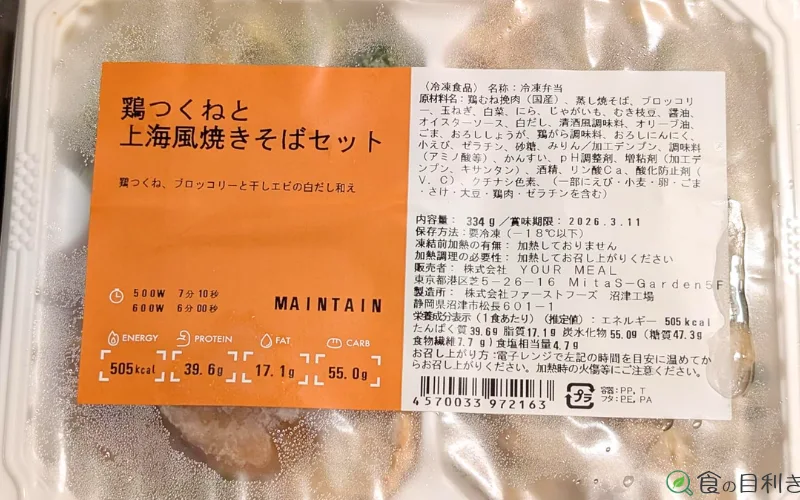 鶏つくねと
上海風焼きそばセット
鶏つくね、ブロッコリーと干しエビの白だし和え
500W 7分10秒
600W 6分00秒
MAINTAIN
ENERGY PROTEIN FAT CARB
505kcal 39.6g 17.1g 55.0g
（冷凍食品） 名称：冷凍弁当
原材料名：鶏むね挽肉（国産）、蒸し焼そば、ブロッコリ
ー、玉ねぎ、白菜、にら、じゃがいも、むき枝豆、醤油、
オイスターソース、白だし、清酒風調味料、オリーブ油、
ごま、おろししょうが、鶏がら調味料、おろしにんにく、
小えび、ゼラチン、砂糖、みりん／加工デンプン、調味料
（アミノ酸等）、かんすい、pH調整剤、増粘剤（加工デ
ンプン、キサンタン）、酒精、リン酸Ca、酸化防止剤（
V．C）、クチナシ色素、（一部にえび・小麦・卵・ごま
・さけ・大豆・鶏肉・ゼラチンを含む）
内容量： 334g／賞味期限：2026.3.11
保存方法：要冷凍（－18℃以下）
凍結前加熱の有無：加熱しておりません
加熱調理の必要性：加熱してお召し上がりください
販売者：株式会社 YOUR MEAL
東京都港区芝5－26－16 MitaS－Garden5F
製造所：株式会社ファーストフーズ 沼津工場
静岡県沼津市松長601－1
栄養成分表示（1食あたり）（推定値）：エネルギー 505kcal
たんぱく質39.6g 脂質17.1g 炭水化物55.0g（糖質47.3g
食物繊維7.7g）食塩相当量4.7g
お召し上がり方：電子レンジで左記の時間を目安に温めてか
らお召し上がりください。加熱時の火傷等にご注意ください。
4570033972163
プラ
容器：PP，T
フタ：PE，PA
食の目利き